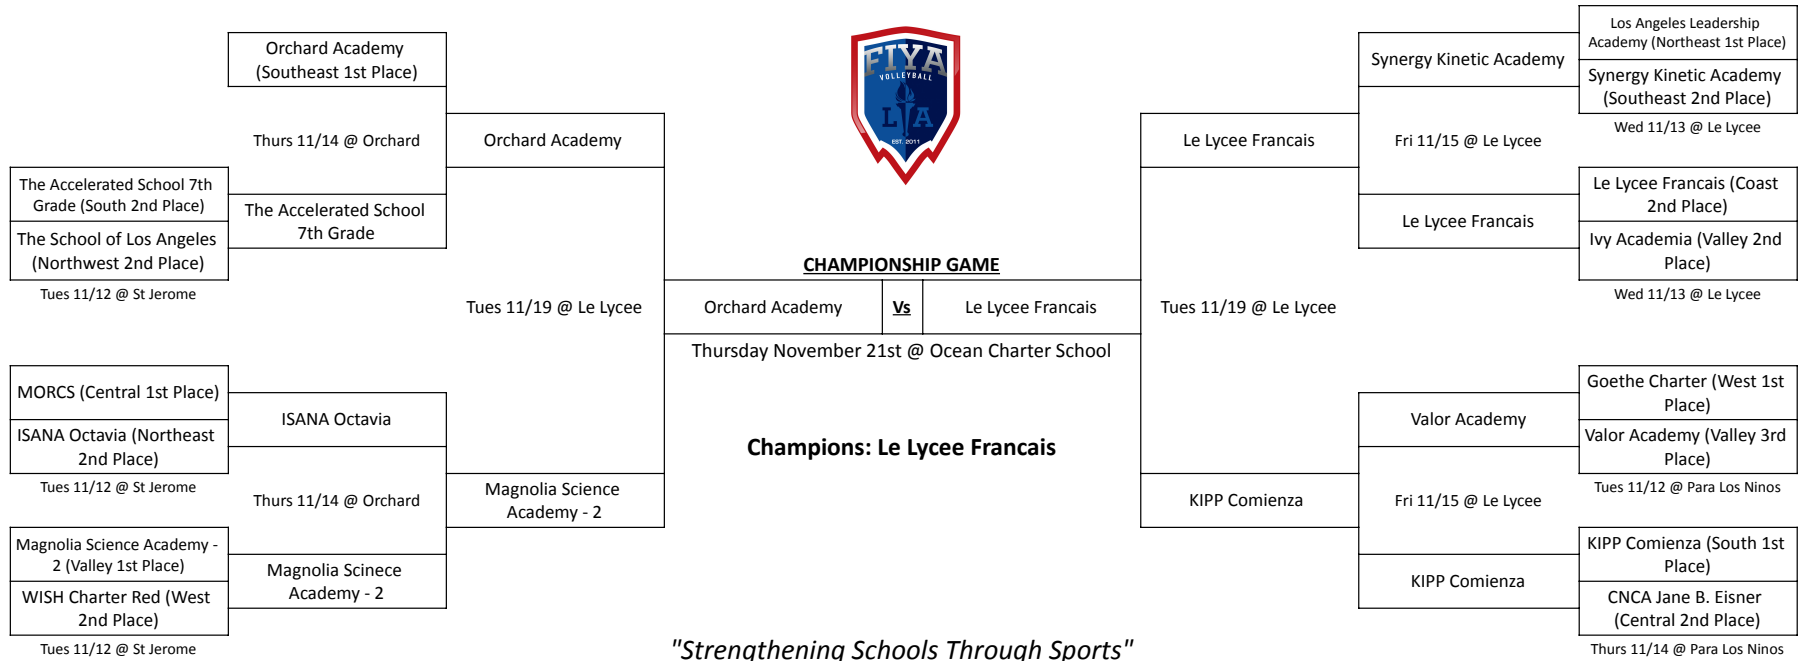 Orchard Academy
(Southeast 1st Place)
Thurs 11/14 @ Orchard
Orchard Academy
The Accelerated School 7th
Grade (South 2nd Place)
The School of Los Angeles
(Northwest 2nd Place)
Tues 11/12 @ St Jerome
The Accelerated School
7th Grade
Tues 11/19 @ Le Lycee
MORCS (Central 1st Place)
ISANA Octavia (Northeast
2nd Place)
Tues 11/12 @ St Jerome
ISANA Octavia
Thurs 11/14 @ Orchard
Magnolia Science
Academy - 2
Magnolia Science Academy -
2 (Valley 1st Place)
WISH Charter Red (West
2nd Place)
Tues 11/12 @ St Jerome
Magnolia Scinece
Academy - 2
FIYA
VOLLEYBALL
LA
EST. 2011
CHAMPIONSHIP GAME
Orchard Academy
Vs
Le Lycee Francais
Thursday November 21st @ Ocean Charter School
Champions: Le Lycee Francais
"Strengthening Schools Through Sports"
Los Angeles Leadership
Academy (Northeast 1st Place)
Synergy Kinetic Academy
(Southeast 2nd Place)
Wed 11/13 @ Le Lycee
Synergy Kinetic Academy
Le Lycee Francais
Fri 11/15 @ Le Lycee
Le Lycee Francais (Coast
2nd Place)
Ivy Academia (Valley 2nd
Place)
Wed 11/13 @ Le Lycee
Le Lycee Francais
Tues 11/19 @ Le Lycee
Goethe Charter (West 1st
Place)
Valor Academy (Valley 3rd
Place)
Tues 11/12 @ Para Los Ninos
Valor Academy
KIPP Comienza
Fri 11/15 @ Le Lycee
KIPP Comienza (South 1st
Place)
CNCA Jane B. Eisner
(Central 2nd Place)
Thurs 11/14 @ Para Los Ninos
KIPP Comienza